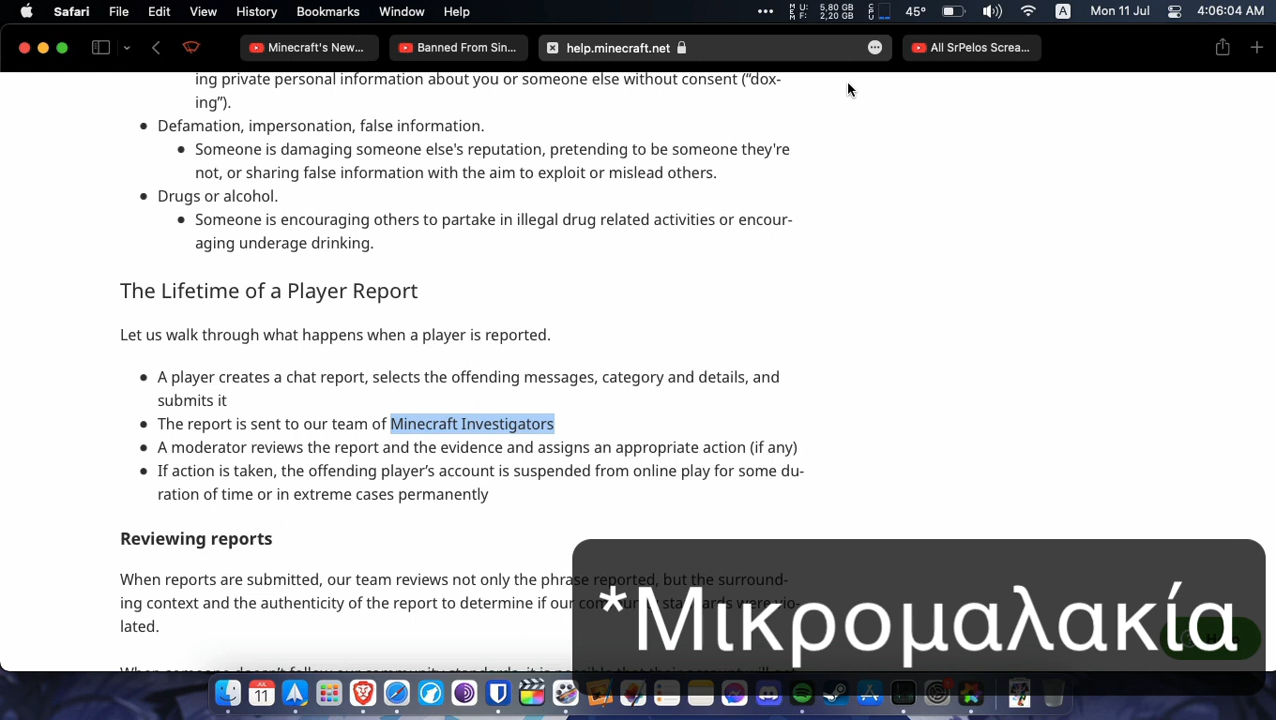 Safari File Edit View History Bookmarks Window Help
U: 5,80 GB F: 2,20 GB 45° A Mon 11 Jul 4:06:04 AM
Minecraft's New... Banned From Sin... help.minecraft.net All SrPelos Screa...
ing private personal information about you or someone else without consent (“dox-
ing”).
Defamation, impersonation, false information.
Someone is damaging someone else's reputation, pretending to be someone they're
not, or sharing false information with the aim to exploit or mislead others.
Drugs or alcohol.
Someone is encouraging others to partake in illegal drug related activities or encour-
aging underage drinking.
The Lifetime of a Player Report
Let us walk through what happens when a player is reported.
A player creates a chat report, selects the offending messages, category and details, and
submits it
The report is sent to our team of Minecraft Investigators
A moderator reviews the report and the evidence and assigns an appropriate action (if any)
If action is taken, the offending player’s account is suspended from online play for some du-
ration of time or in extreme cases permanently
Reviewing reports
When reports are submitted, our team reviews not only the phrase reported, but the surround-
ing context and the authenticity of the report to determine if our community standards were vio-
lated.
*Μικρομαλακία